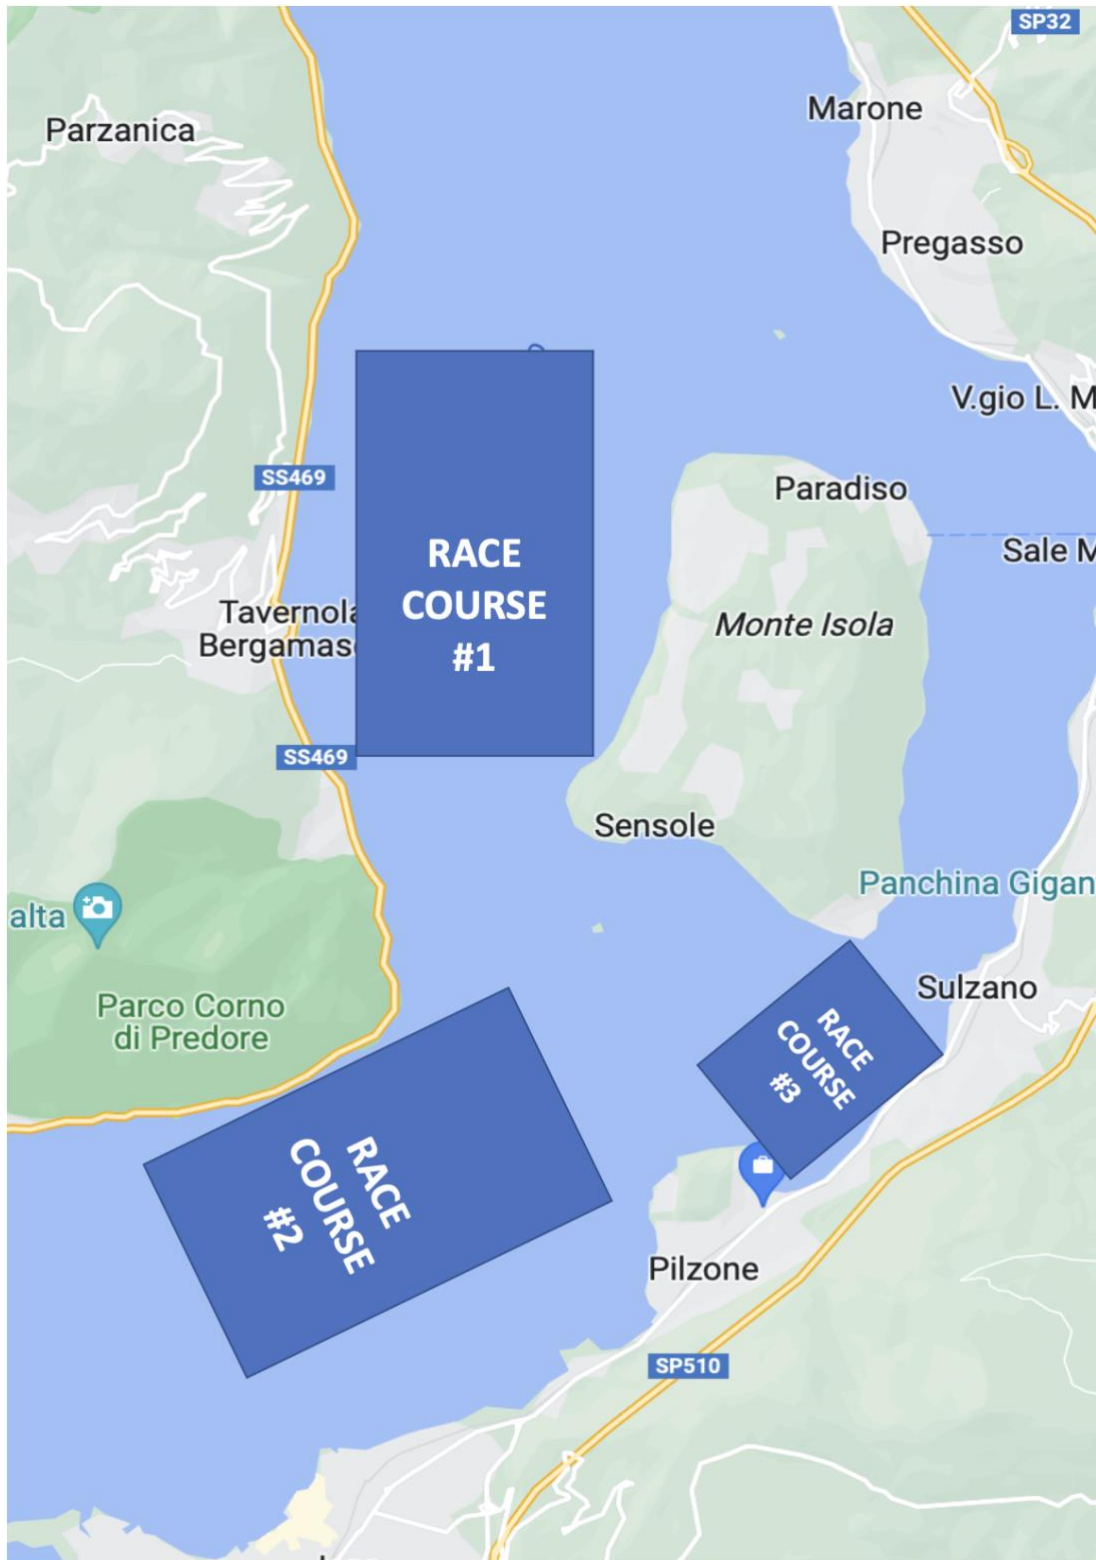 SP32
Marone
Parzanica
Pregasso
V.gio L. M
SS469
Paradiso
Sale M
RACE
COURSE
#1
Tavernola
Bergamas
Monte Isola
SS469
Sensole
Panchina Gigan
alta
Sulzano
Parco Corno
di Predore
RACE
COURSE
#3
RACE
COURSE
#2
Pilzone
SP510